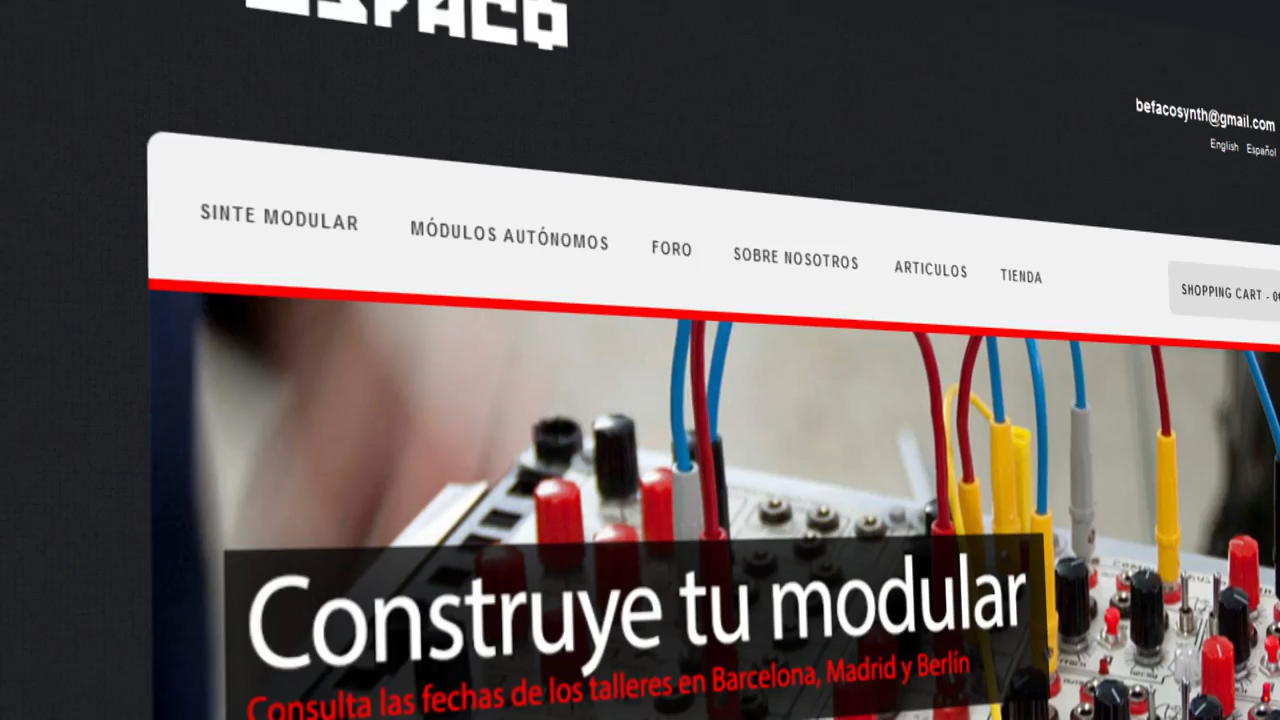 befacosynth@gmail.com
English Español
SINTE MODULAR MÓDULOS AUTÓNOMOS FORO SOBRE NOSOTROS ARTICULOS TIENDA
SHOPPING CART -
Construye tu modular
Consulta las fechas de los talleres en Barcelona, Madrid y Berlín